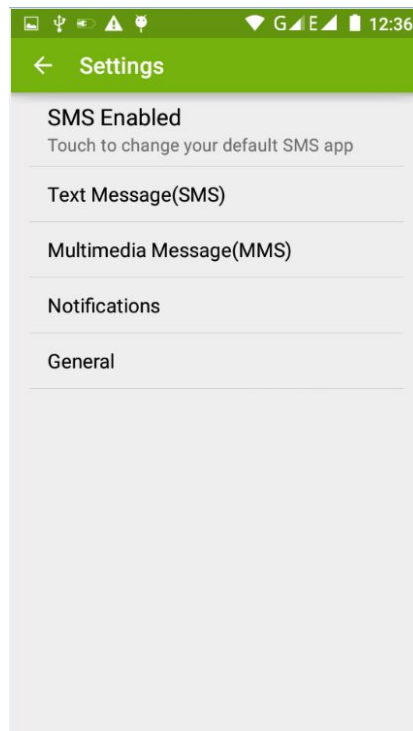 G E 12:36
Settings
SMS Enabled
Touch to change your default SMS app
Text Message(SMS)
Multimedia Message(MMS)
Notifications
General